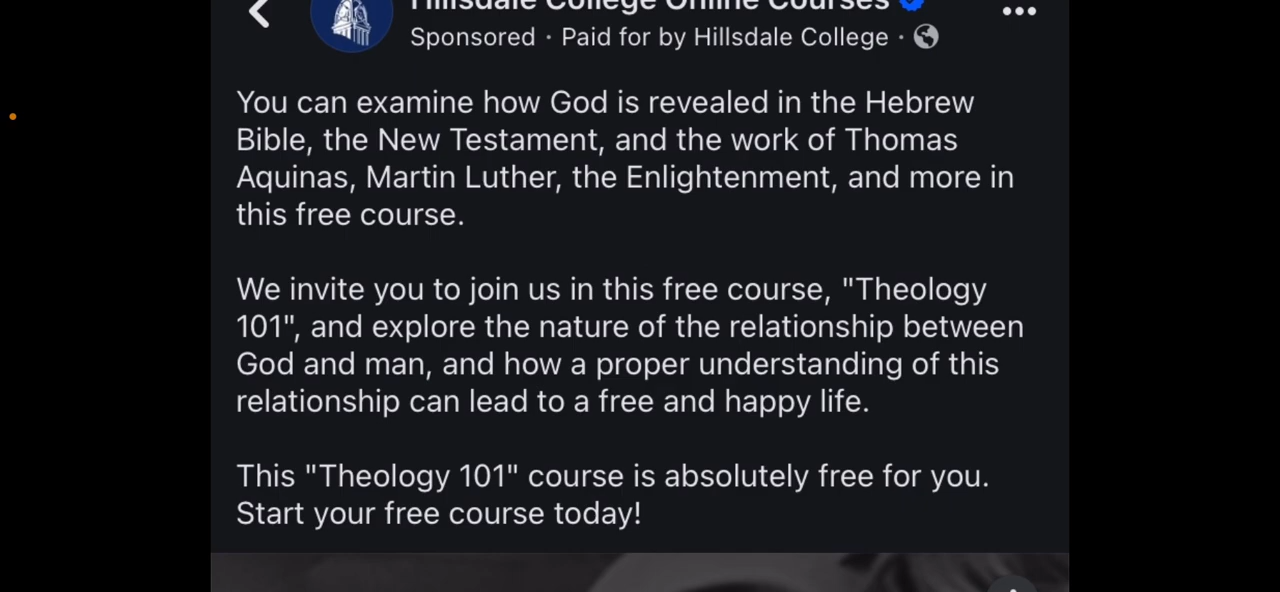 Hillsdale College Online Courses
Sponsored · Paid for by Hillsdale College ·
You can examine how God is revealed in the Hebrew
Bible, the New Testament, and the work of Thomas
Aquinas, Martin Luther, the Enlightenment, and more in
this free course.
We invite you to join us in this free course, "Theology
101", and explore the nature of the relationship between
God and man, and how a proper understanding of this
relationship can lead to a free and happy life.
This "Theology 101" course is absolutely free for you.
Start your free course today!